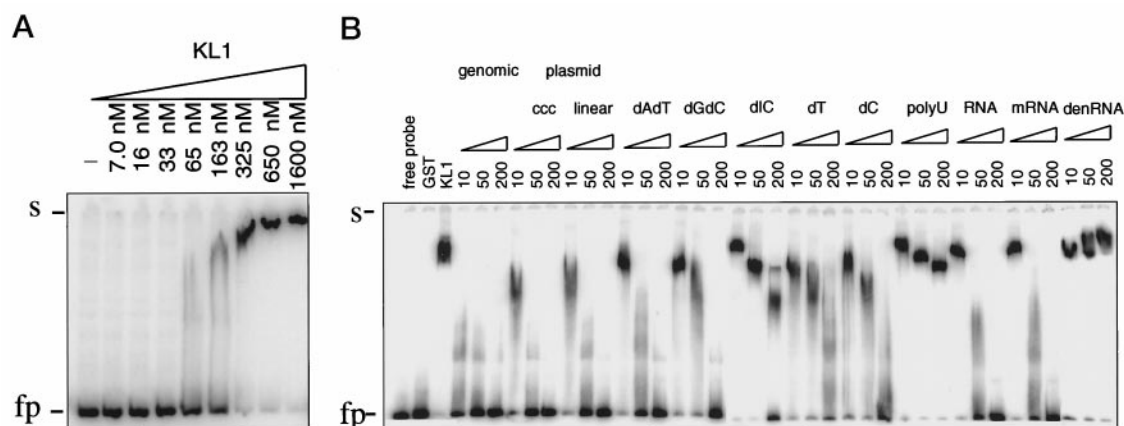 A
KL1
– 7.0 nM 16 nM 33 nM 65 nM 163 nM 325 nM 650 nM 1600 nM
s
fp
B
genomic plasmid
ccc linear dAdT dGdC dIC dT dC polyU RNA mRNA denRNA
free probe GST KL1 10 50 200 10 50 200 10 50 200 10 50 200 10 50 200 10 50 200 10 50 200 10 50 200 10 50 200 10 50 200 10 50 200 10 50 200
s
fp